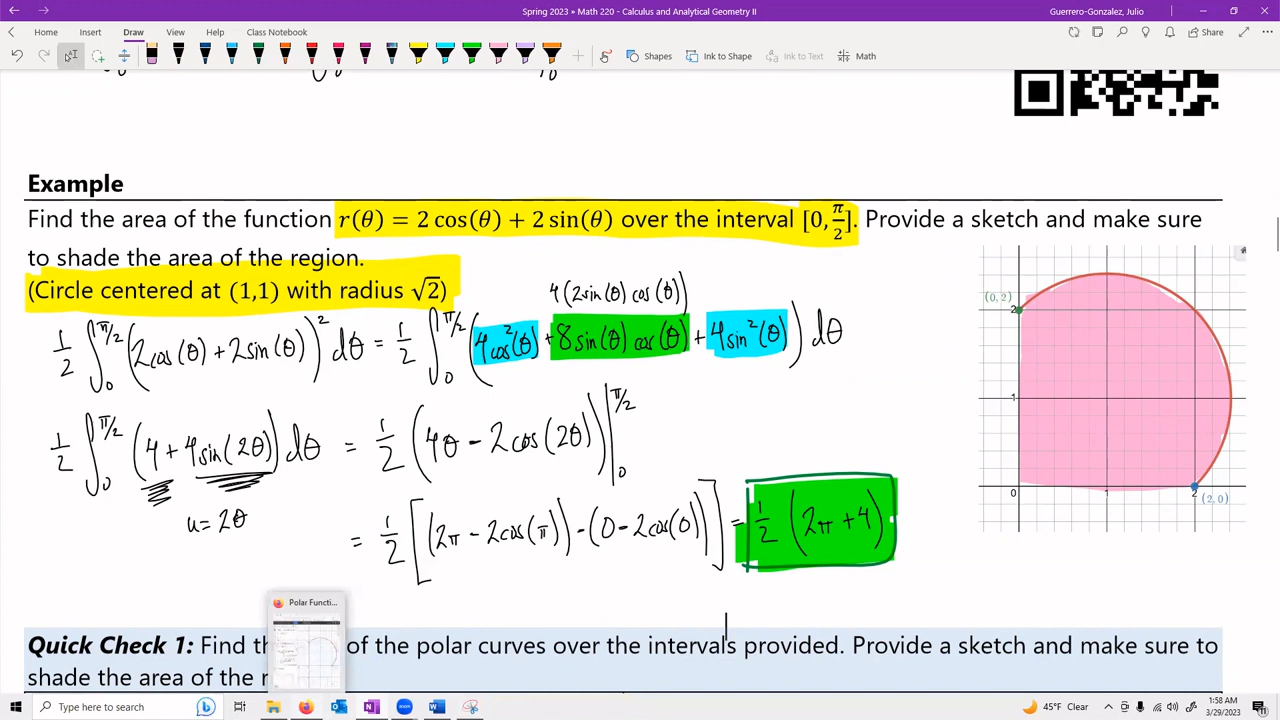 Spring 2023 » Math 220 - Calculus and Analytical Geometry II
Guerrero-Gonzalez, Julio
Home Insert Draw View Help Class Notebook
Share
Shapes Ink to Shape Ink to Text Math
Example
Find the area of the function r(θ) = 2 cos(θ) + 2 sin(θ) over the interval [0, π/2]. Provide a sketch and make sure
to shade the area of the region.
(Circle centered at (1,1) with radius √2)
4(2sin(θ) cos(θ))
1/2 ∫₀^{π/2} (2cos(θ) + 2sin(θ))² dθ = 1/2 ∫₀^{π/2} (4cos²(θ) + 8sin(θ) cos(θ) + 4sin²(θ)) dθ
1/2 ∫₀^{π/2} (4 + 4sin(2θ)) dθ = 1/2 (4θ - 2cos(2θ)) |₀^{π/2}
u = 2θ
= 1/2 [(2π - 2cos(π)) - (0 - 2cos(0))] = 1/2 (2π + 4)
(0, 2)
2
1
0
1
2
(2, 0)
Polar Functi...
Quick Check 1: Find th of the polar curves over the intervals provided. Provide a sketch and make sure to
shade the area of the r
Type here to search
45°F Clear
1:58 AM
3/29/2023